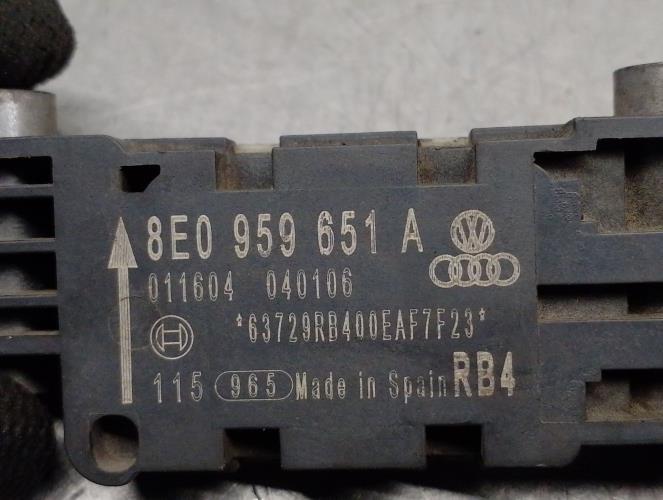 8E0 959 651 A
011604 040106
*63729RB400EAF7F23*
115 965 Made in Spain RB4